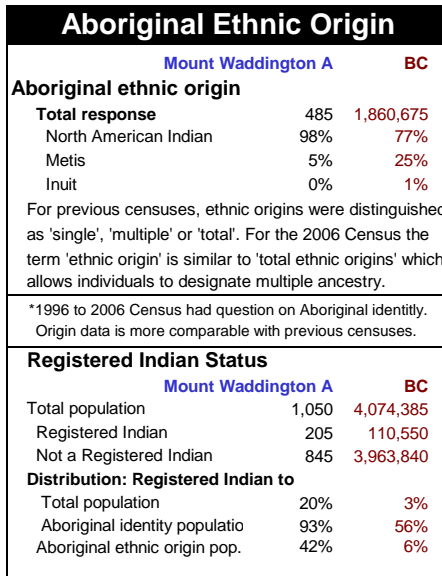 Aboriginal Ethnic Origin
Mount Waddington A BC
Aboriginal ethnic origin
Total response 485 1,860,675
North American Indian 98% 77%
Metis 5% 25%
Inuit 0% 1%
For previous censuses, ethnic origins were distinguished
as 'single', 'multiple' or 'total'. For the 2006 Census the
term 'ethnic origin' is similar to 'total ethnic origins' which
allows individuals to designate multiple ancestry.
*1996 to 2006 Census had question on Aboriginal identitly.
Origin data is more comparable with previous censuses.
Registered Indian Status
Mount Waddington A BC
Total population 1,050 4,074,385
Registered Indian 205 110,550
Not a Registered Indian 845 3,963,840
Distribution: Registered Indian to
Total population 20% 3%
Aboriginal identity populatio 93% 56%
Aboriginal ethnic origin pop. 42% 6%